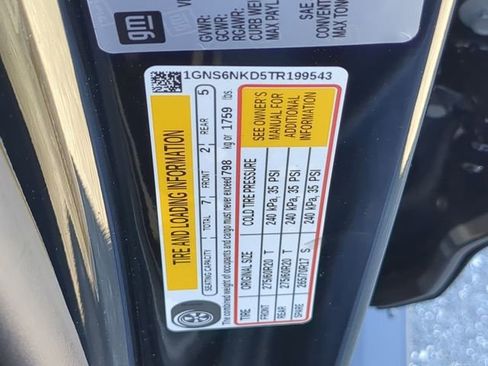 gm
GVWR:
GCWR:
RGAWR:
CURB WEI
MAX PAYL
SAE
CONVENT
MAX TON
1GNS6NKD5TR199543
TIRE AND LOADING INFORMATION
SEATING CAPACITY TOTAL 7 FRONT 2 REAR 5
The combined weight of occupants and cargo must never exceed 798 kg or 1759 lbs.
TIRE ORIGINAL SIZE COLD TIRE PRESSURE
FRONT 275/60R20 T 240 kPa, 35 PSI
REAR 275/60R20 T 240 kPa, 35 PSI
SPARE 265/70R17 S 240 kPa, 35 PSI
SEE OWNER'S
MANUAL FOR
ADDITIONAL
INFORMATION